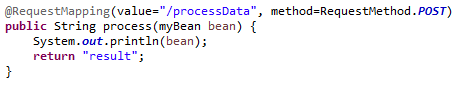 @RequestMapping(value="/processData", method=RequestMethod.POST)
public String process(myBean bean) {
    System.out.println(bean);
    return "result";
}